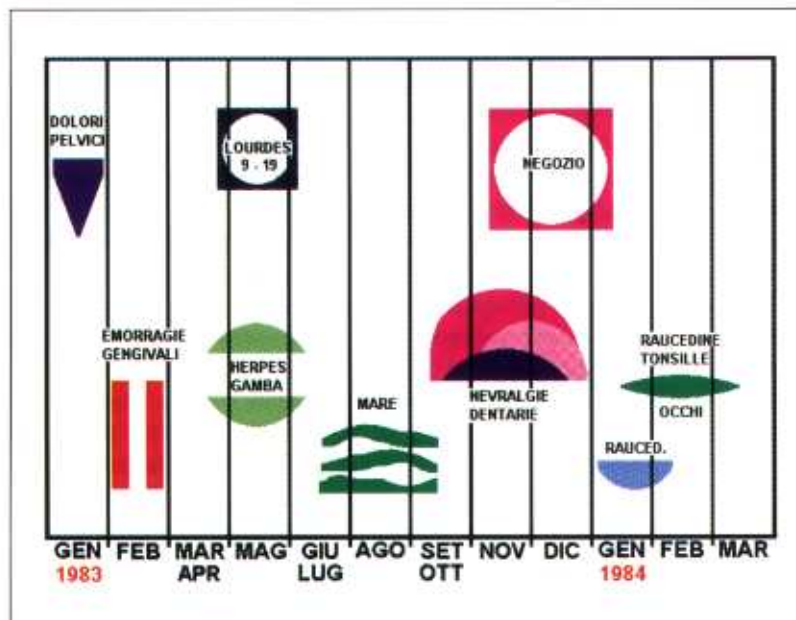 DOLORI
PELVICI
LOURDES
9 - 19
NEGOZIO
EMORRAGIE
GENGIVALI
HERPES
GAMBA
MARE
NEVRALGIE
DENTARIE
RAUCEDINE
TONSILLE
OCCHI
RAUCED.
GEN FEB MAR MAG GIU AGO SET NOV DIC GEN FEB MAR
1983 APR LUG OTT 1984